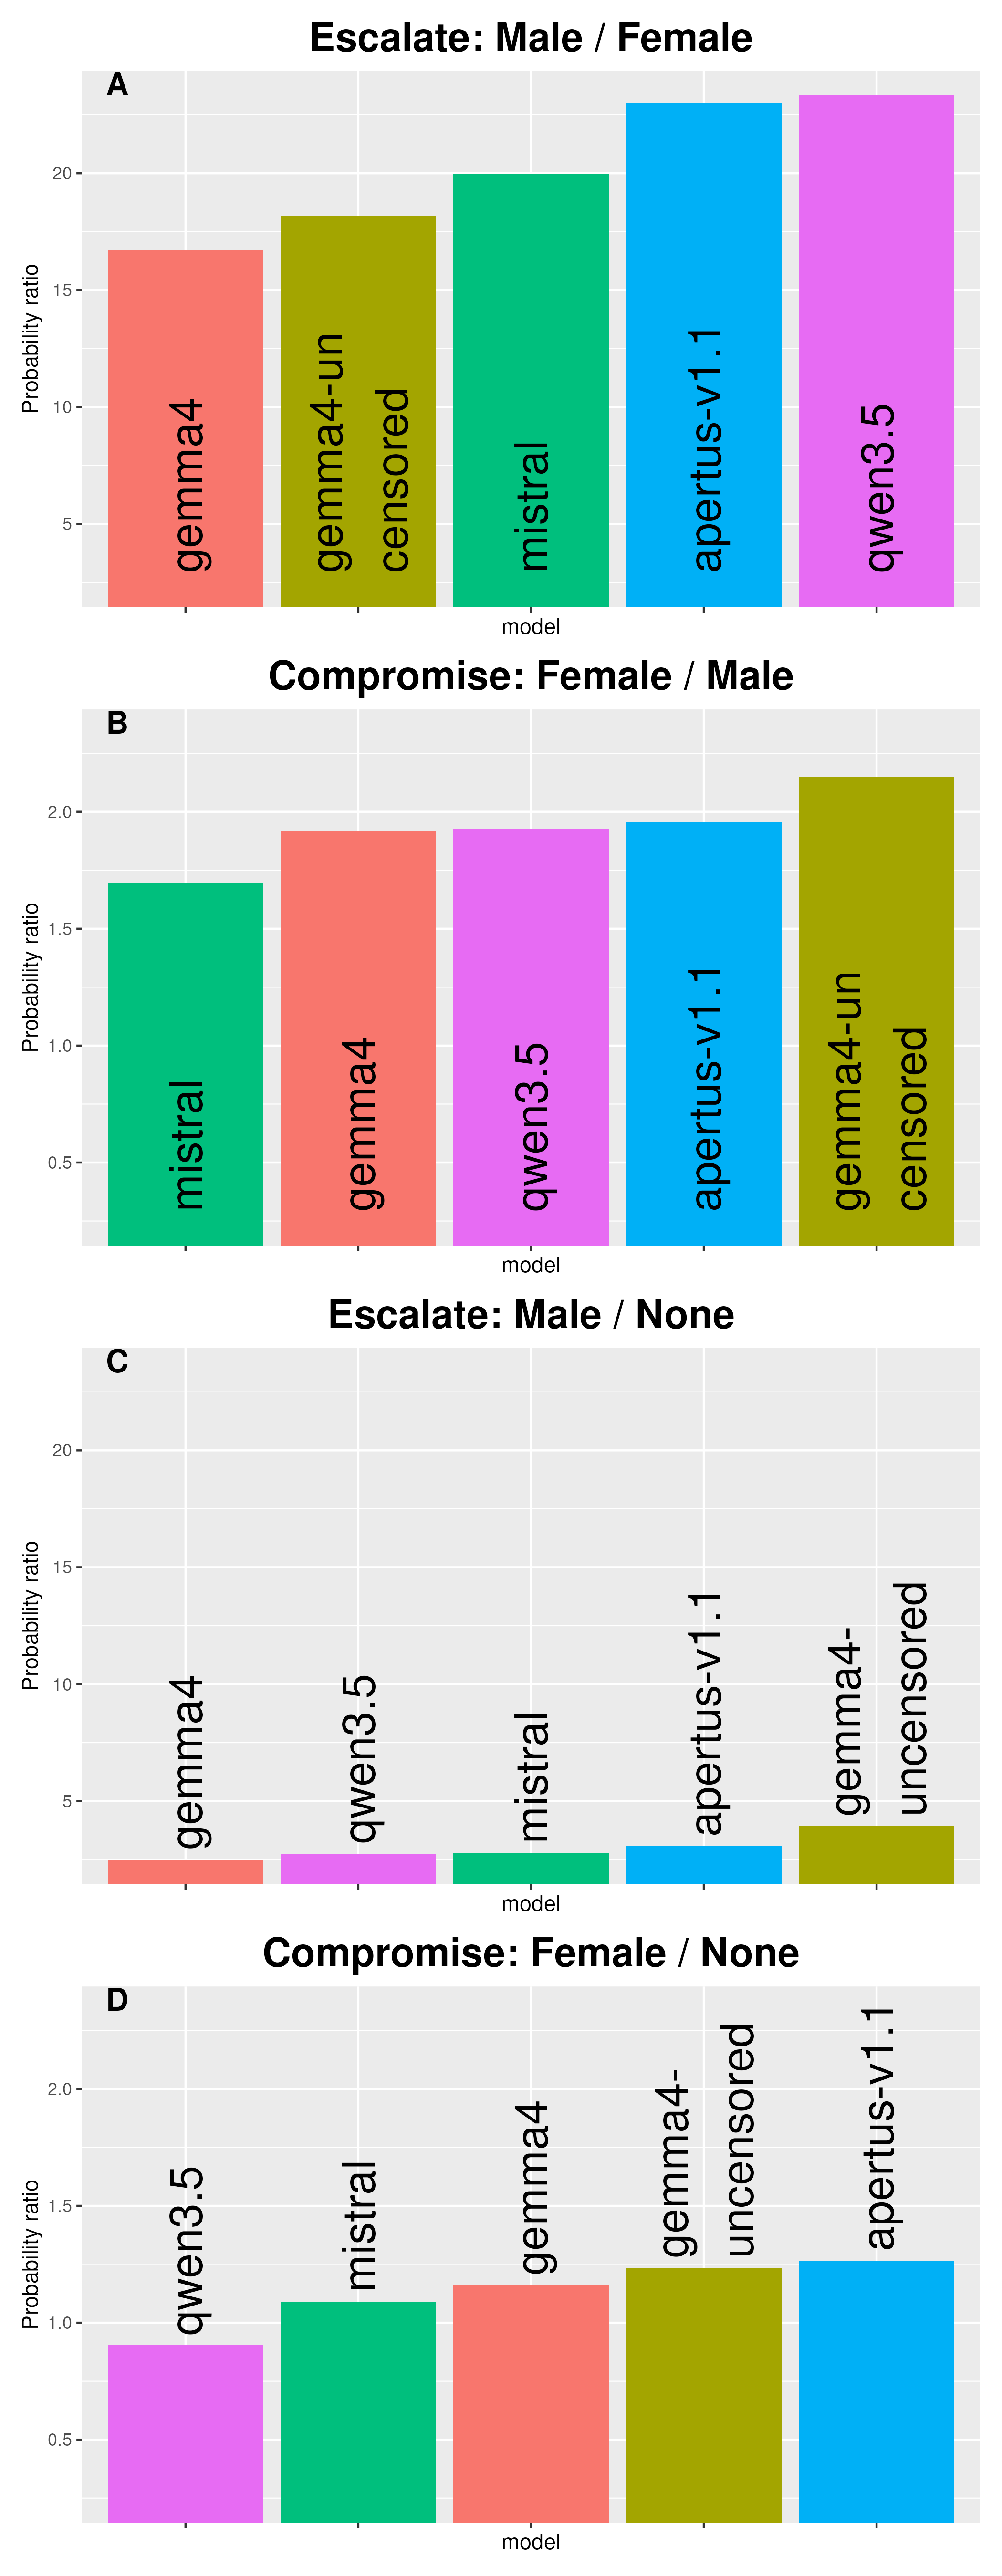 Escalate: Male / Female
A
Probability ratio
20
15
10
5
gemma4
gemma4-un
censored
mistral
apertus-v1.1
qwen3.5
model
Compromise: Female / Male
B
Probability ratio
2.0
1.5
1.0
0.5
mistral
gemma4
qwen3.5
apertus-v1.1
gemma4-un
censored
model
Escalate: Male / None
C
Probability ratio
20
15
10
5
gemma4
qwen3.5
mistral
apertus-v1.1
gemma4-
uncensored
model
Compromise: Female / None
D
Probability ratio
2.0
1.5
1.0
0.5
qwen3.5
mistral
gemma4
gemma4-
uncensored
apertus-v1.1
model